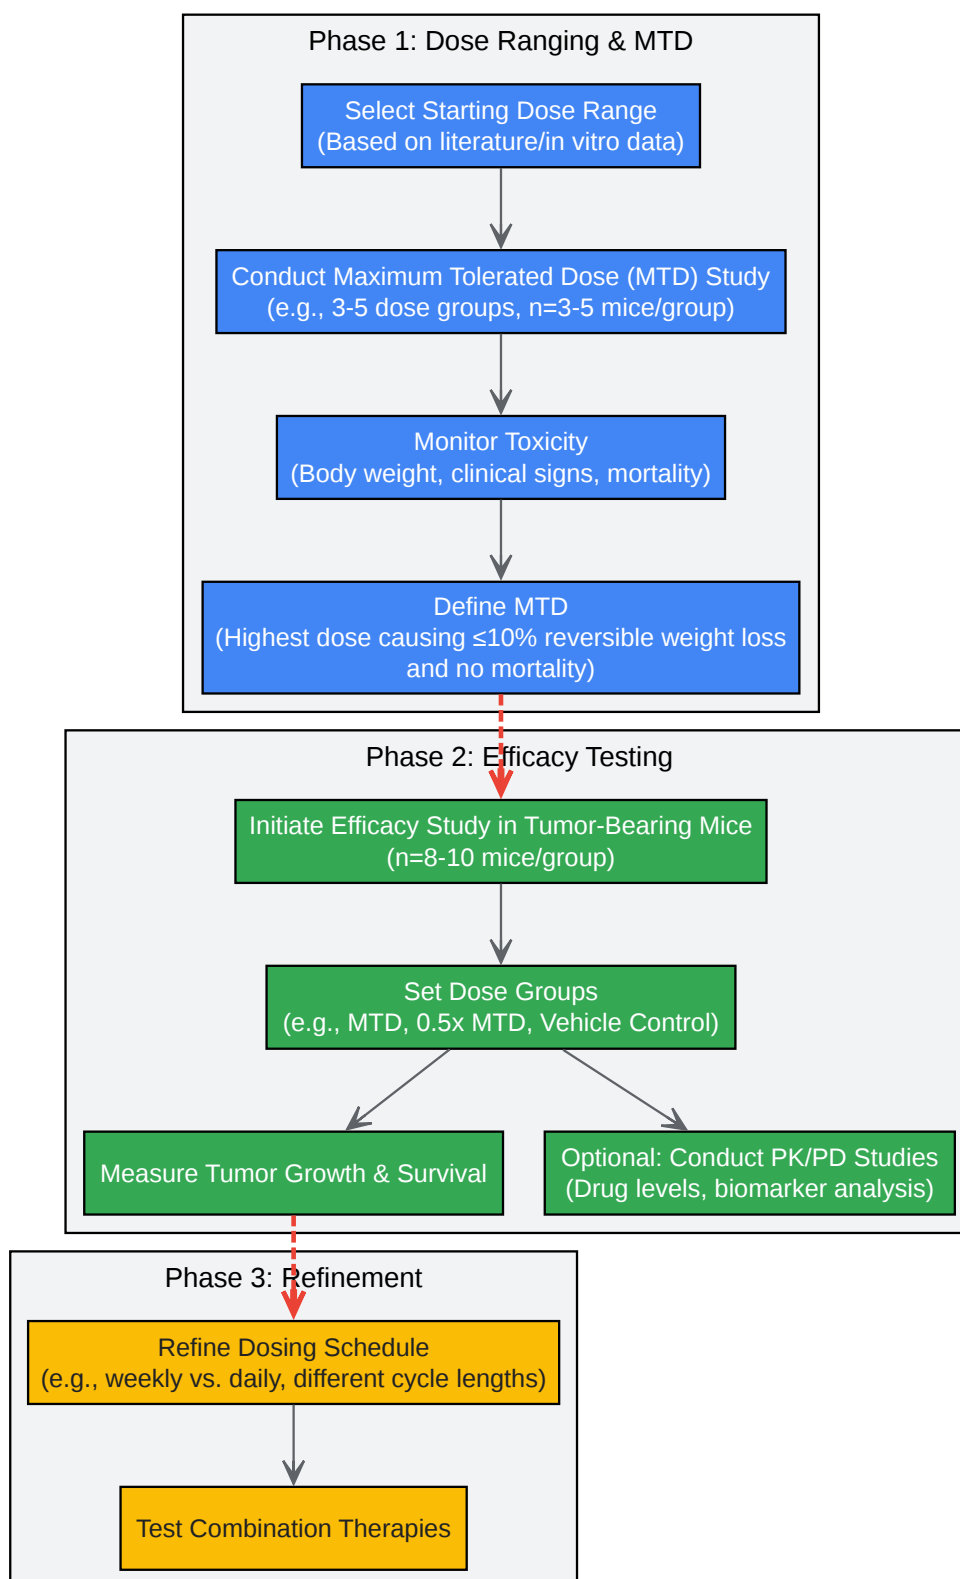 Phase 1: Dose Ranging & MTD
Select Starting Dose Range
(Based on literature/in vitro data)
Conduct Maximum Tolerated Dose (MTD) Study
(e.g., 3-5 dose groups, n=3-5 mice/group)
Monitor Toxicity
(Body weight, clinical signs, mortality)
Define MTD
(Highest dose causing ≤10% reversible weight loss
and no mortality)
Phase 2: Efficacy Testing
Initiate Efficacy Study in Tumor-Bearing Mice
(n=8-10 mice/group)
Set Dose Groups
(e.g., MTD, 0.5x MTD, Vehicle Control)
Measure Tumor Growth & Survival
Optional: Conduct PK/PD Studies
(Drug levels, biomarker analysis)
Phase 3: Refinement
Refine Dosing Schedule
(e.g., weekly vs. daily, different cycle lengths)
Test Combination Therapies